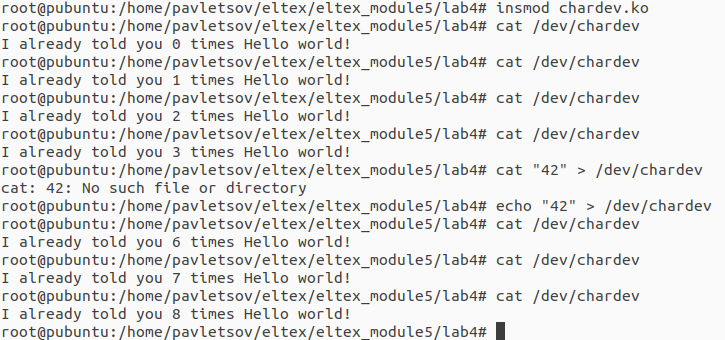 root@pubuntu:/home/pavletsov/eltex/eltex_module5/lab4# insmod chardev.ko
root@pubuntu:/home/pavletsov/eltex/eltex_module5/lab4# cat /dev/chardev
I already told you 0 times Hello world!
root@pubuntu:/home/pavletsov/eltex/eltex_module5/lab4# cat /dev/chardev
I already told you 1 times Hello world!
root@pubuntu:/home/pavletsov/eltex/eltex_module5/lab4# cat /dev/chardev
I already told you 2 times Hello world!
root@pubuntu:/home/pavletsov/eltex/eltex_module5/lab4# cat /dev/chardev
I already told you 3 times Hello world!
root@pubuntu:/home/pavletsov/eltex/eltex_module5/lab4# cat "42" > /dev/chardev
cat: 42: No such file or directory
root@pubuntu:/home/pavletsov/eltex/eltex_module5/lab4# echo "42" > /dev/chardev
root@pubuntu:/home/pavletsov/eltex/eltex_module5/lab4# cat /dev/chardev
I already told you 6 times Hello world!
root@pubuntu:/home/pavletsov/eltex/eltex_module5/lab4# cat /dev/chardev
I already told you 7 times Hello world!
root@pubuntu:/home/pavletsov/eltex/eltex_module5/lab4# cat /dev/chardev
I already told you 8 times Hello world!
root@pubuntu:/home/pavletsov/eltex/eltex_module5/lab4#